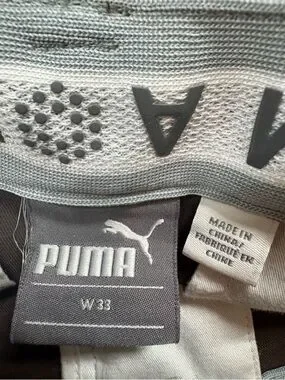 PUMA
W 33
MADE IN
CHINA/
FABRIQUÉ EN
CHINE